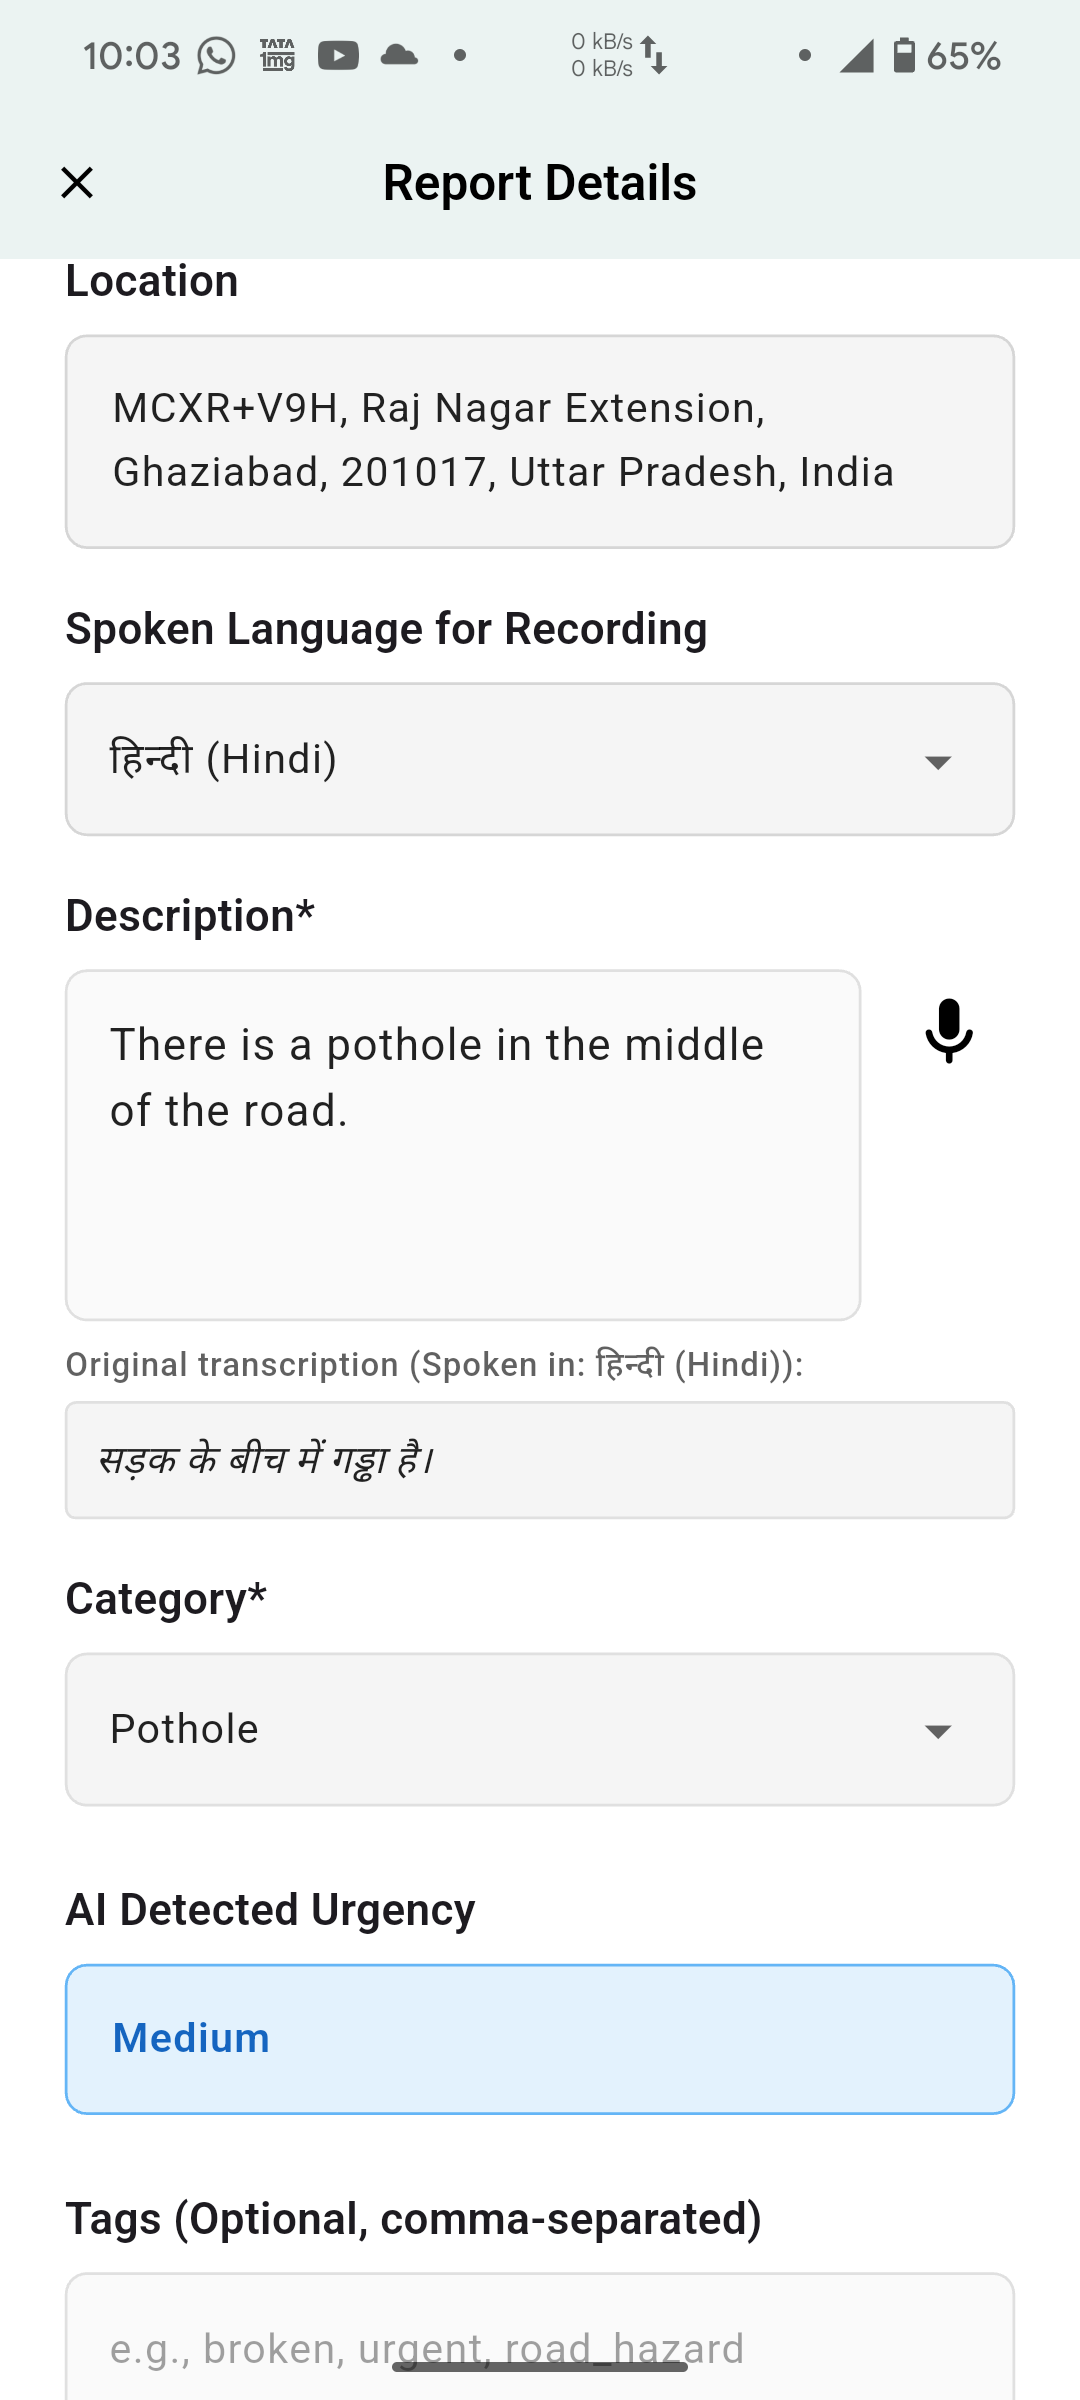 10:03 TATA 1mg 0 kB/s 0 kB/s 65%
Report Details
Location
MCXR+V9H, Raj Nagar Extension,
Ghaziabad, 201017, Uttar Pradesh, India
Spoken Language for Recording
हिन्दी (Hindi)
Description*
There is a pothole in the middle
of the road.
Original transcription (Spoken in: हिन्दी (Hindi)):
सड़क के बीच में गड्ढा है।
Category*
Pothole
AI Detected Urgency
Medium
Tags (Optional, comma-separated)
e.g., broken, urgent, road_hazard